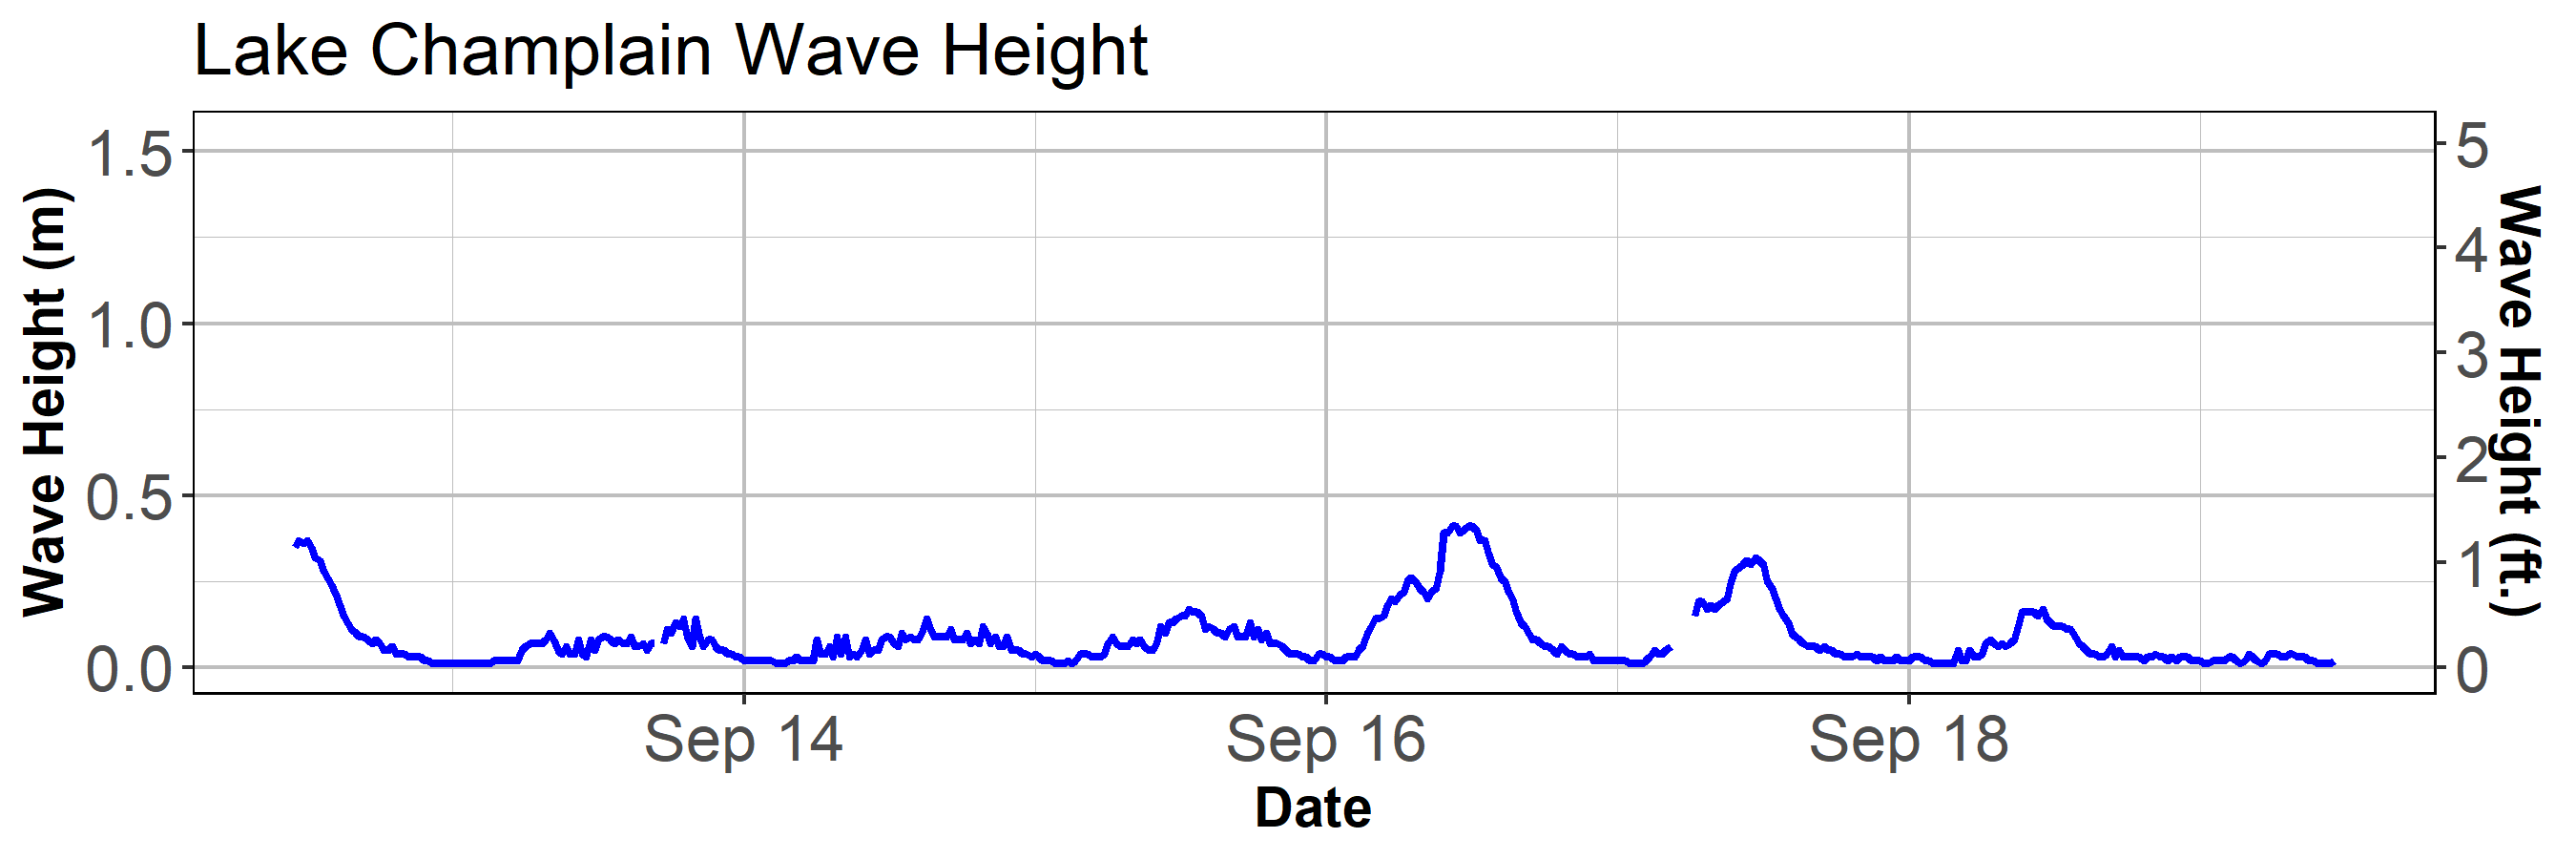 Lake Champlain Wave Height
Wave Height (m)
1.5
1.0
0.5
0.0
5
4
3
2
1
0
Wave Height (ft.)
Sep 14
Sep 16
Sep 18
Date